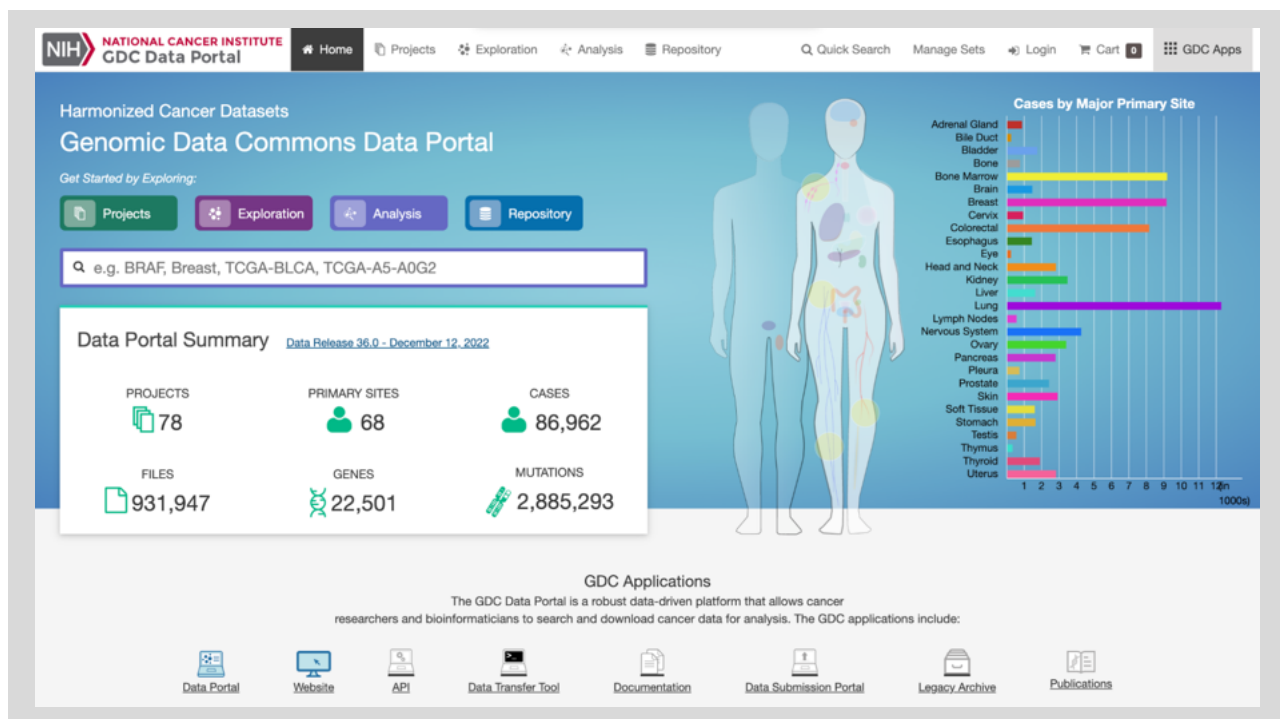 NIH NATIONAL CANCER INSTITUTE
GDC Data Portal
Home
Projects
Exploration
Analysis
Repository
Quick Search
Manage Sets
Login
Cart 0
GDC Apps
Harmonized Cancer Datasets
Genomic Data Commons Data Portal
Get Started by Exploring:
Projects
Exploration
Analysis
Repository
e.g. BRAF, Breast, TCGA-BLCA, TCGA-A5-A0G2
Data Portal Summary
Data Release 36.0 - December 12, 2022
PROJECTS
78
PRIMARY SITES
68
CASES
86,962
FILES
931,947
GENES
22,501
MUTATIONS
2,885,293
Cases by Major Primary Site
Adrenal Gland
Bile Duct
Bladder
Bone
Bone Marrow
Brain
Breast
Cervix
Colorectal
Esophagus
Eye
Head and Neck
Kidney
Liver
Lung
Lymph Nodes
Nervous System
Ovary
Pancreas
Pleura
Prostate
Skin
Soft Tissue
Stomach
Testis
Thymus
Thyroid
Uterus
1 2 3 4 5 6 7 8 9 10 11 12 (in
1000s)
GDC Applications
The GDC Data Portal is a robust data-driven platform that allows cancer
researchers and bioinformaticians to search and download cancer data for analysis. The GDC applications include:
Data Portal
Website
API
Data Transfer Tool
Documentation
Data Submission Portal
Legacy Archive
Publications